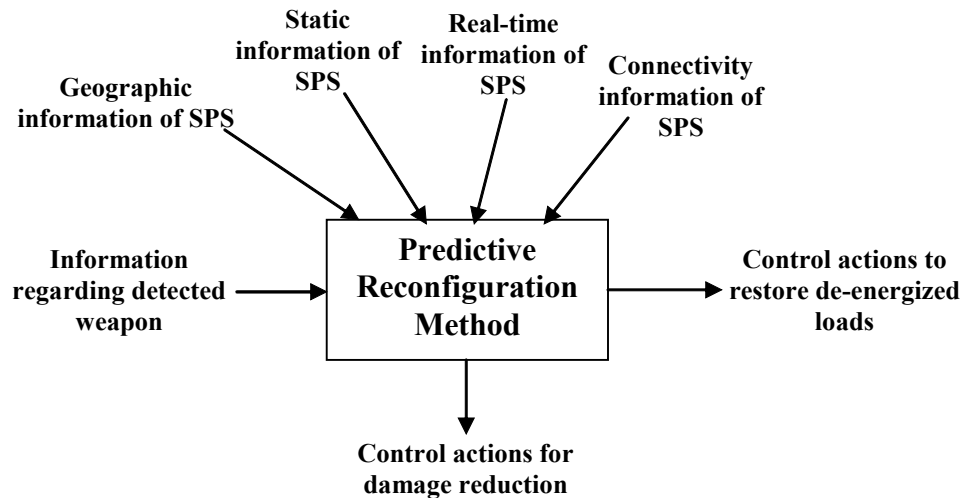 Static
information of
SPS
Real-time
information of
SPS
Connectivity
information of
SPS
Geographic
information of SPS
Information
regarding detected
weapon
Predictive
Reconfiguration
Method
Control actions to
restore de-energized
loads
Control actions for
damage reduction